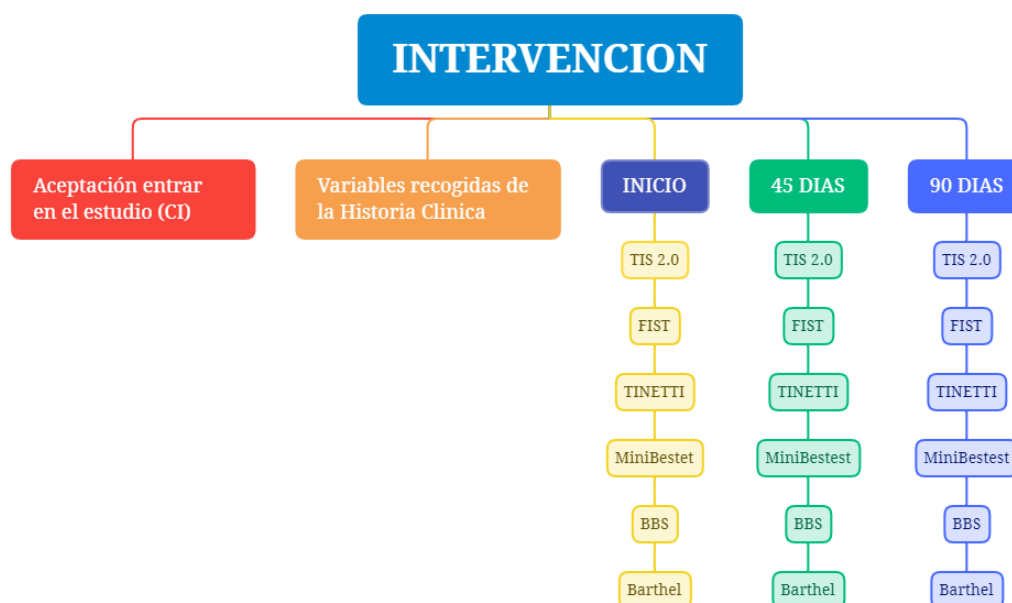 INTERVENCION
Aceptación entrar
en el estudio (CI)
Variables recogidas de
la Historia Clinica
INICIO
TIS 2.0
FIST
TINETTI
MiniBestet
BBS
Barthel
45 DIAS
TIS 2.0
FIST
TINETTI
MiniBestest
BBS
Barthel
90 DIAS
TIS 2.0
FIST
TINETTI
MiniBestest
BBS
Barthel